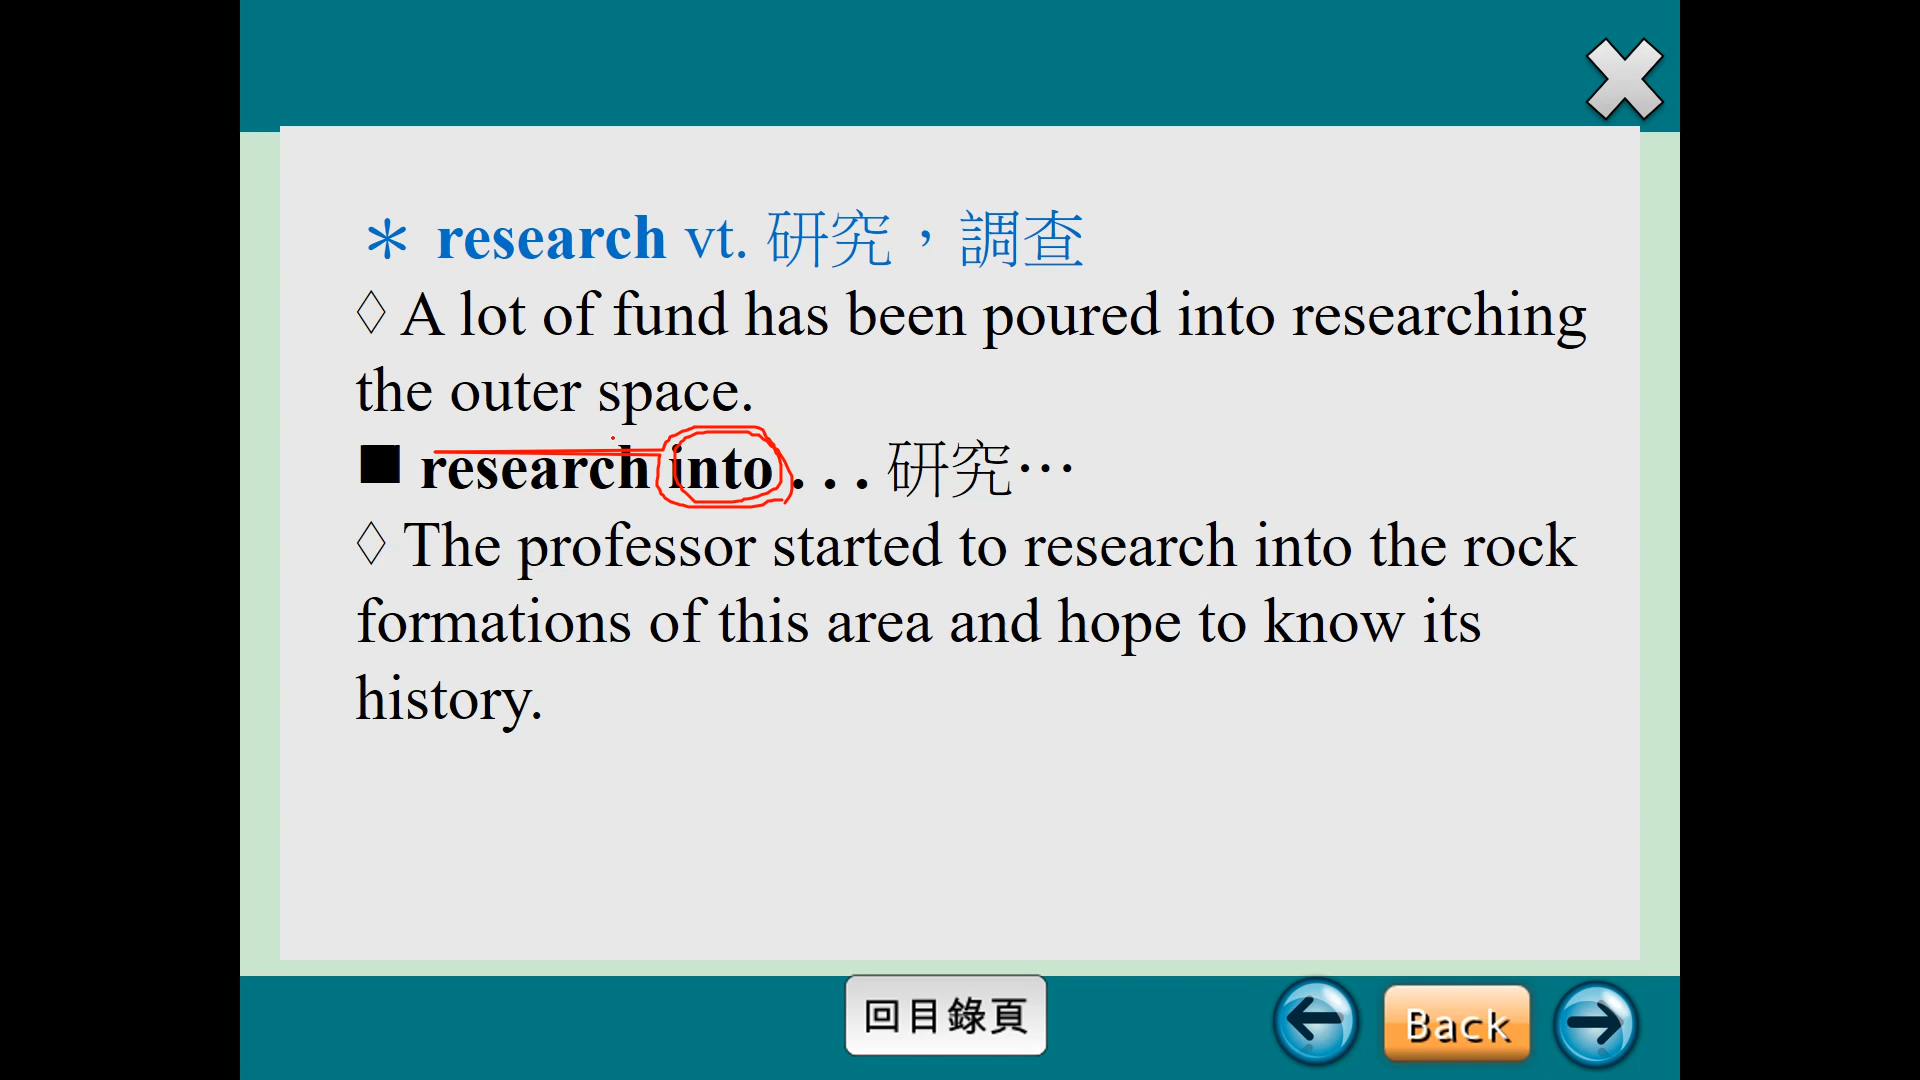 ＊ research vt. 研究，調查
◊ A lot of fund has been poured into researching
the outer space.
■ research into . . . 研究…
◊ The professor started to research into the rock
formations of this area and hope to know its
history.
回目錄頁
Back